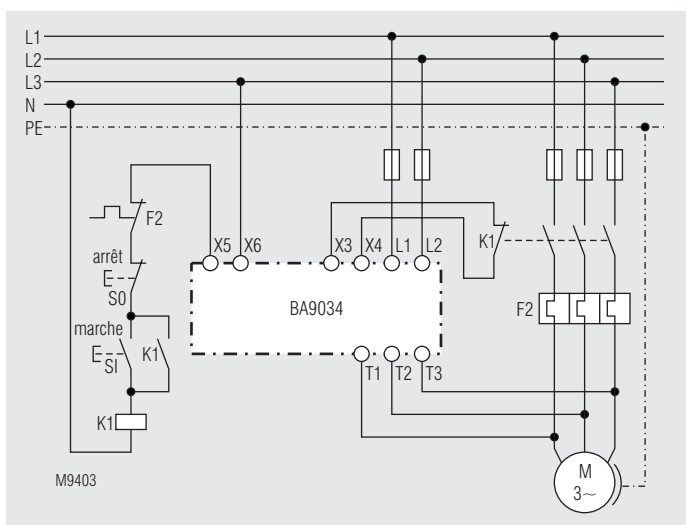 L1
L2
L3
N
PE
F2
X5 X6 X3 X4 L1 L2
K1
arrêt
S0
BA9034
F2
marche
SI
K1
T1 T2 T3
K1
M9403
M
3~